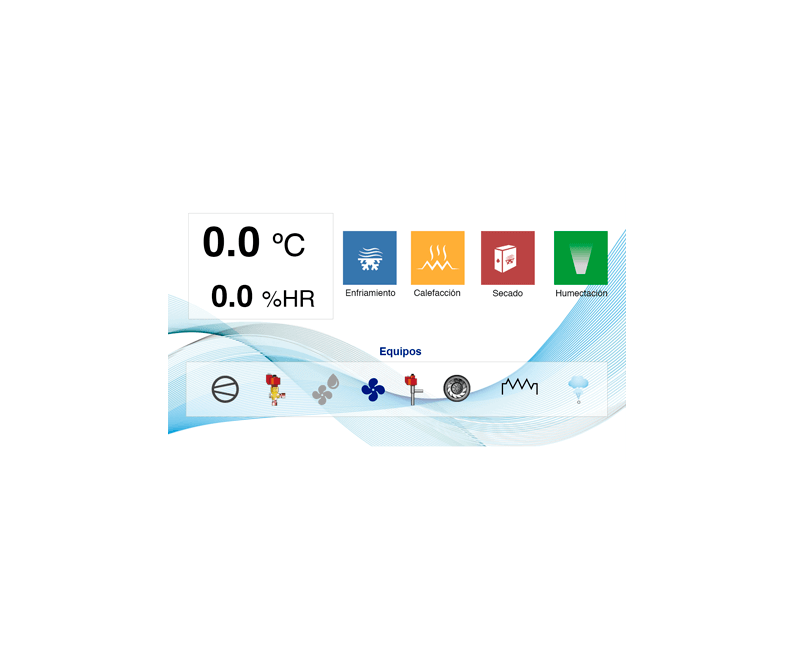 0.0 ºC
0.0 %HR
Enfriamiento
Calefacción
Secado
Humectación
Equipos